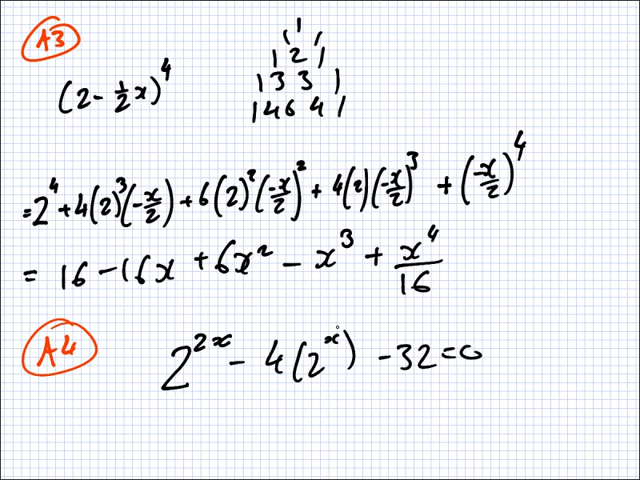 A3
1
1 1
1 2 1
(2 - ½x)⁴ 1 3 3 1
1 4 6 4 1
= 2⁴ + 4(2)³(-x/2) + 6(2)²(-x/2)² + 4(2)(-x/2)³ + (-x/2)⁴
= 16 - 16x + 6x² - x³ + x⁴/16
A4
2²ˣ - 4(2ˣ) - 32 = 0